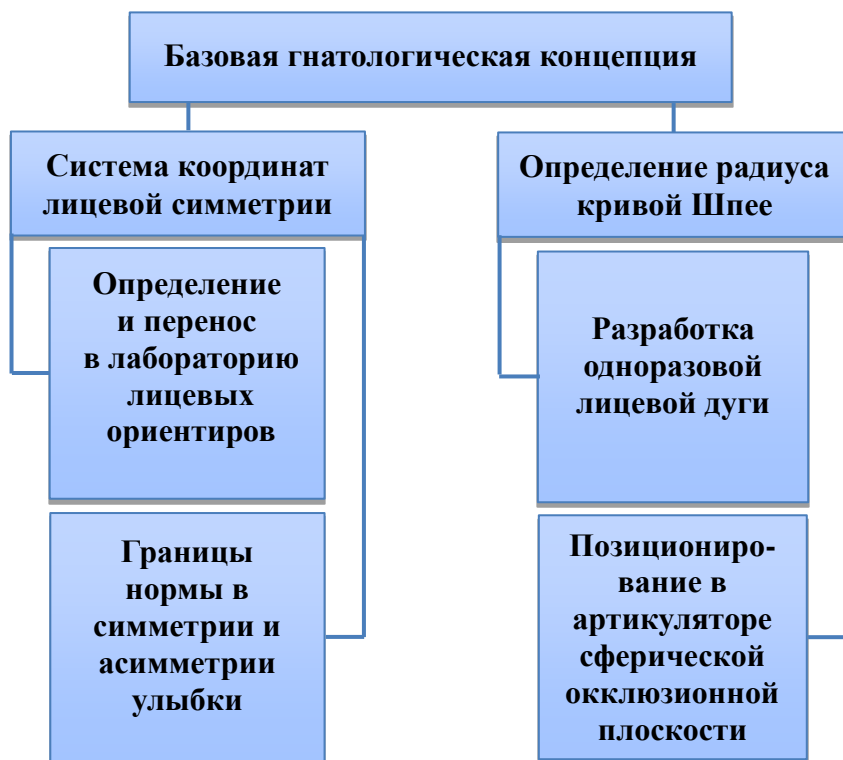 Базовая гнатологическая концепция
Система координат
лицевой симметрии
Определение
и перенос
в лабораторию
лицевых
ориентиров
Границы
нормы в
симметрии и
асимметрии
улыбки
Определение радиуса
кривой Шпее
Разработка
одноразовой
лицевой дуги
Позициониро-
вание в
артикуляторе
сферической
окклюзионной
плоскости